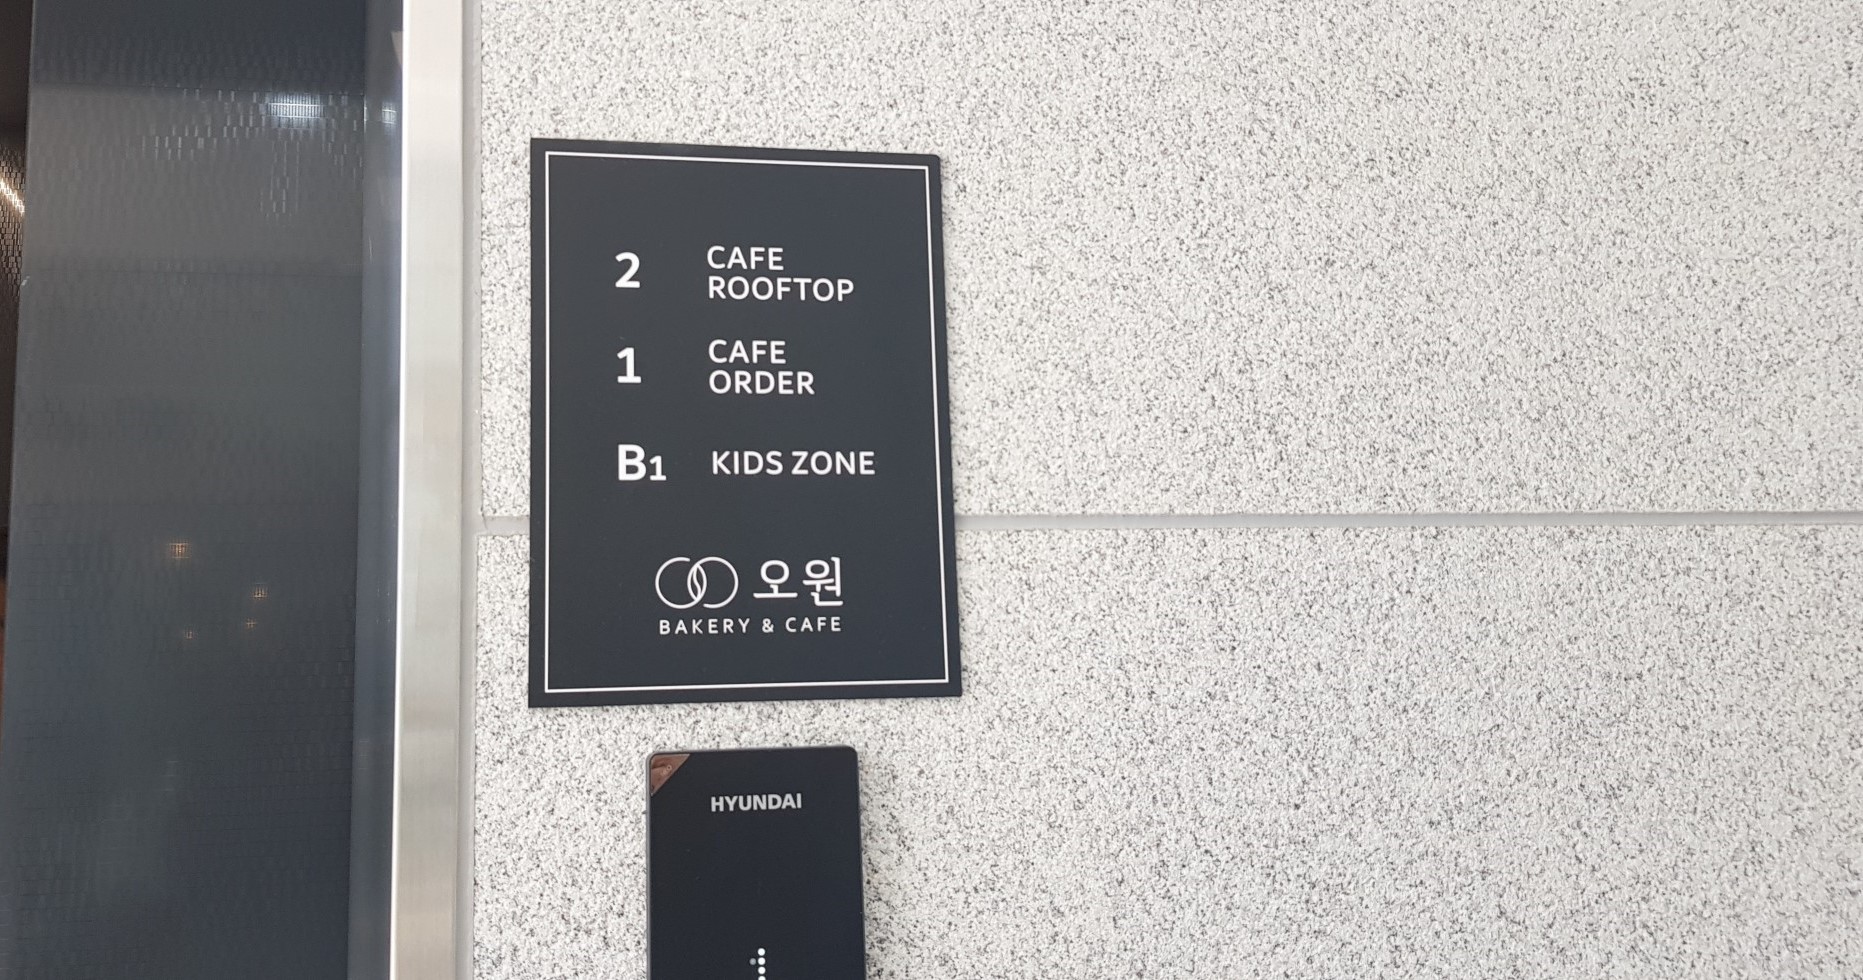 2 CAFE
ROOFTOP
1 CAFE
ORDER
B1 KIDS ZONE
오원
BAKERY & CAFE
HYUNDAI